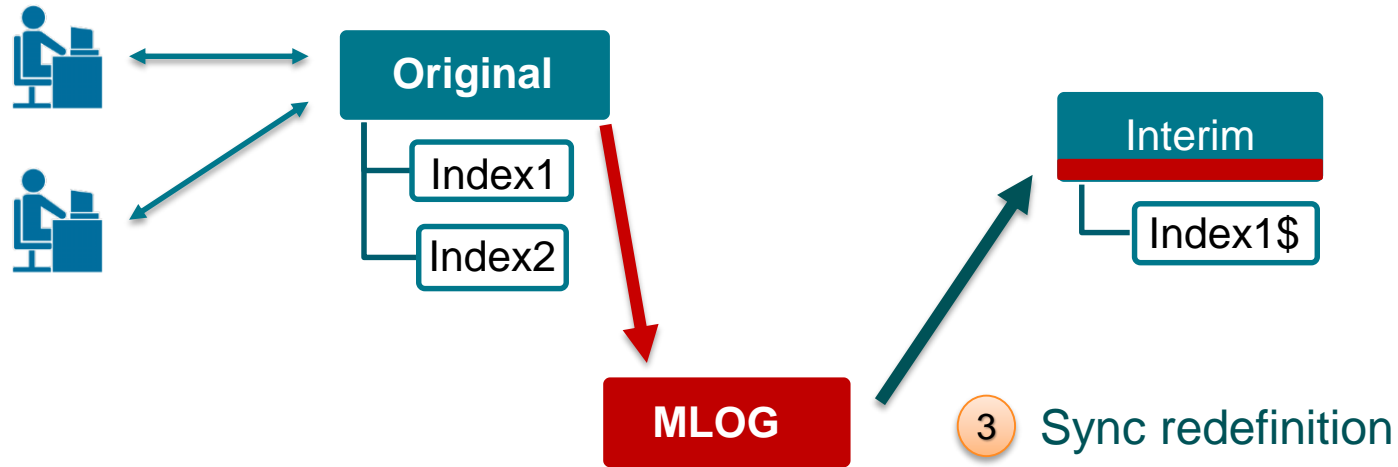 Original
Index1
Index2
Interim
Index1$
MLOG
3 Sync redefinition